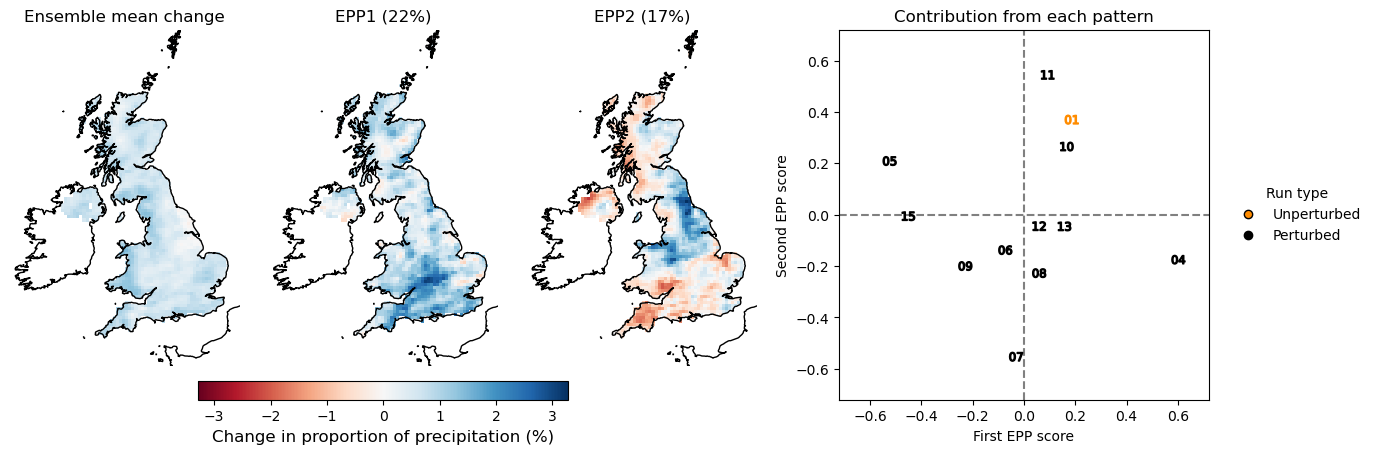 Ensemble mean change
EPP1 (22%)
EPP2 (17%)
−3 −2 −1 0 1 2 3
Change in proportion of precipitation (%)
Contribution from each pattern
Second EPP score
0.6
0.4
0.2
0.0
−0.2
−0.4
−0.6
11
01
10
05
15
12 13
06
09
08
04
07
−0.6 −0.4 −0.2 0.0 0.2 0.4 0.6
First EPP score
Run type
Unperturbed
Perturbed